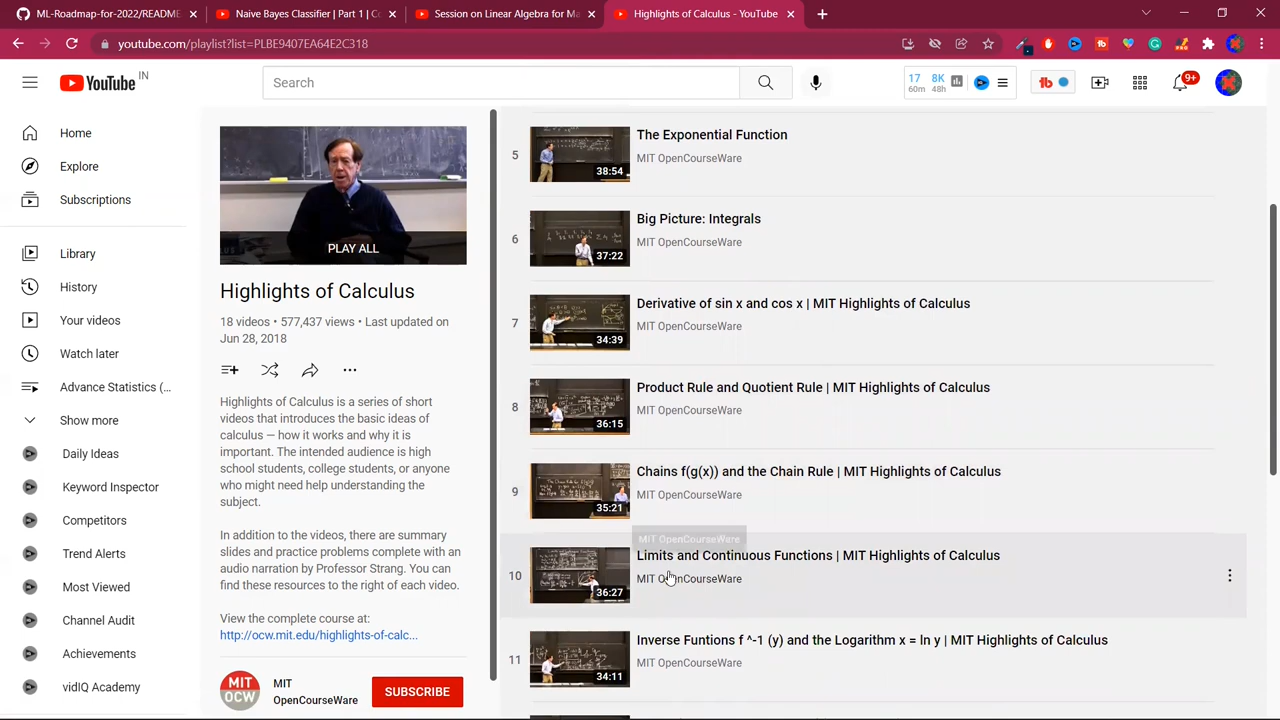 ML-Roadmap-for-2022/README
Naive Bayes Classifier | Part 1 | Co
Session on Linear Algebra for Ma
Highlights of Calculus - YouTube
youtube.com/playlist?list=PLBE9407EA64E2C318
YouTube IN
Search
17 8K
60m 48h
9+
Home
Explore
Subscriptions
Library
History
Your videos
Watch later
Advance Statistics (...
Show more
Daily Ideas
Keyword Inspector
Competitors
Trend Alerts
Most Viewed
Channel Audit
Achievements
vidIQ Academy
PLAY ALL
Highlights of Calculus
18 videos • 577,437 views • Last updated on
Jun 28, 2018
Highlights of Calculus is a series of short
videos that introduces the basic ideas of
calculus — how it works and why it is
important. The intended audience is high
school students, college students, or anyone
who might need help understanding the
subject.
In addition to the videos, there are summary
slides and practice problems complete with an
audio narration by Professor Strang. You can
find these resources to the right of each video.
View the complete course at:
http://ocw.mit.edu/highlights-of-calc...
MIT OCW
MIT
OpenCourseWare
SUBSCRIBE
5
38:54
The Exponential Function
MIT OpenCourseWare
6
37:22
Big Picture: Integrals
MIT OpenCourseWare
7
34:39
Derivative of sin x and cos x | MIT Highlights of Calculus
MIT OpenCourseWare
8
36:15
Product Rule and Quotient Rule | MIT Highlights of Calculus
MIT OpenCourseWare
9
35:21
Chains f(g(x)) and the Chain Rule | MIT Highlights of Calculus
MIT OpenCourseWare
MIT OpenCourseWare
10
36:27
Limits and Continuous Functions | MIT Highlights of Calculus
MIT OpenCourseWare
11
34:11
Inverse Funtions f ^-1 (y) and the Logarithm x = ln y | MIT Highlights of Calculus
MIT OpenCourseWare